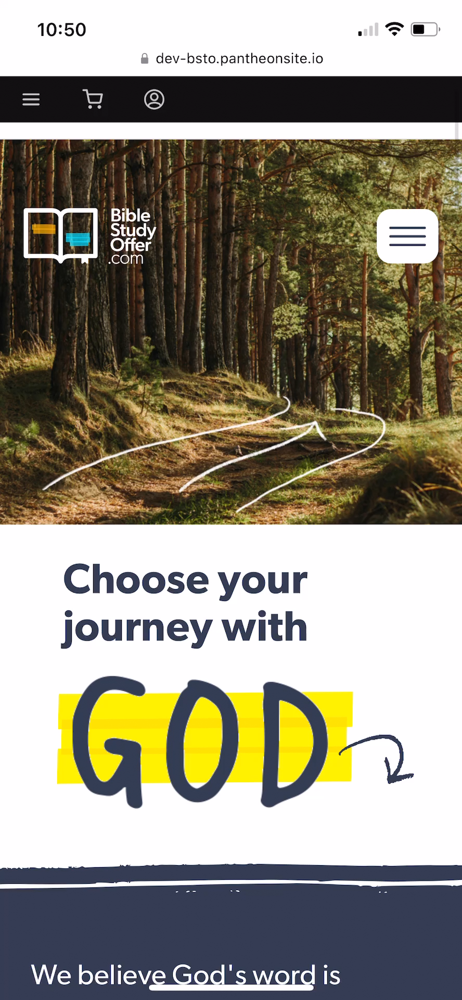 10:50
dev-bsto.pantheonsite.io
Bible
Study
Offer
.com
Choose your
journey with
GOD
We believe God's word is